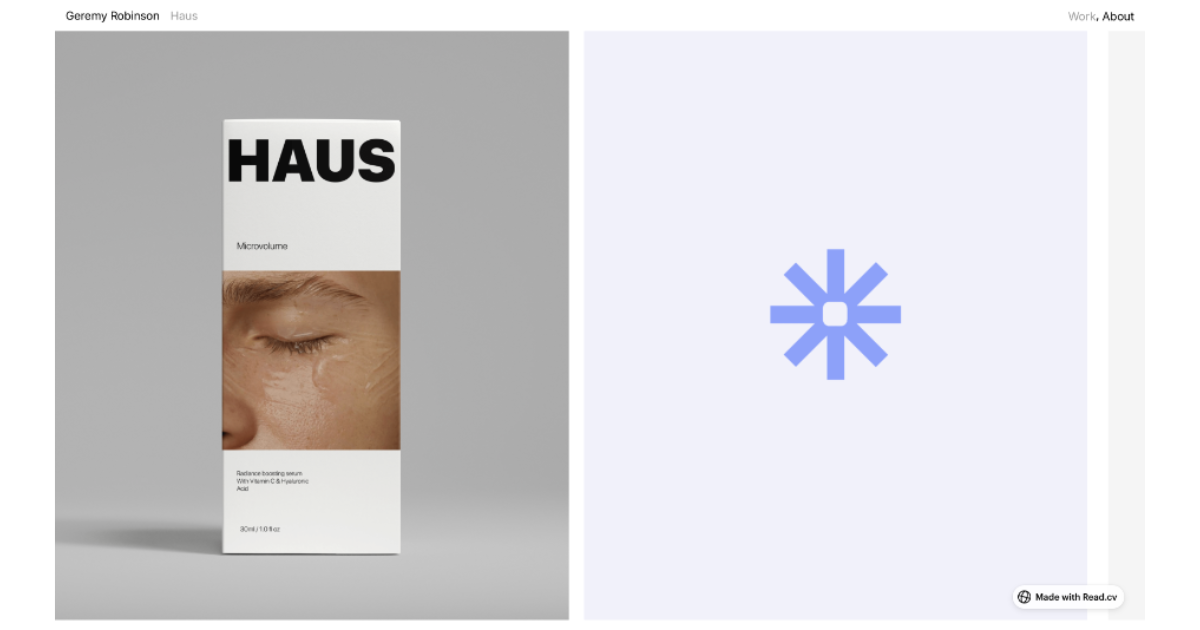 Geremy Robinson Haus
Work, About
HAUS
Microvolume
Radiance boosting serum
With Vitamin C & Hyaluronic
Acid
30ml / 1.0 fl oz
Made with Read.cv